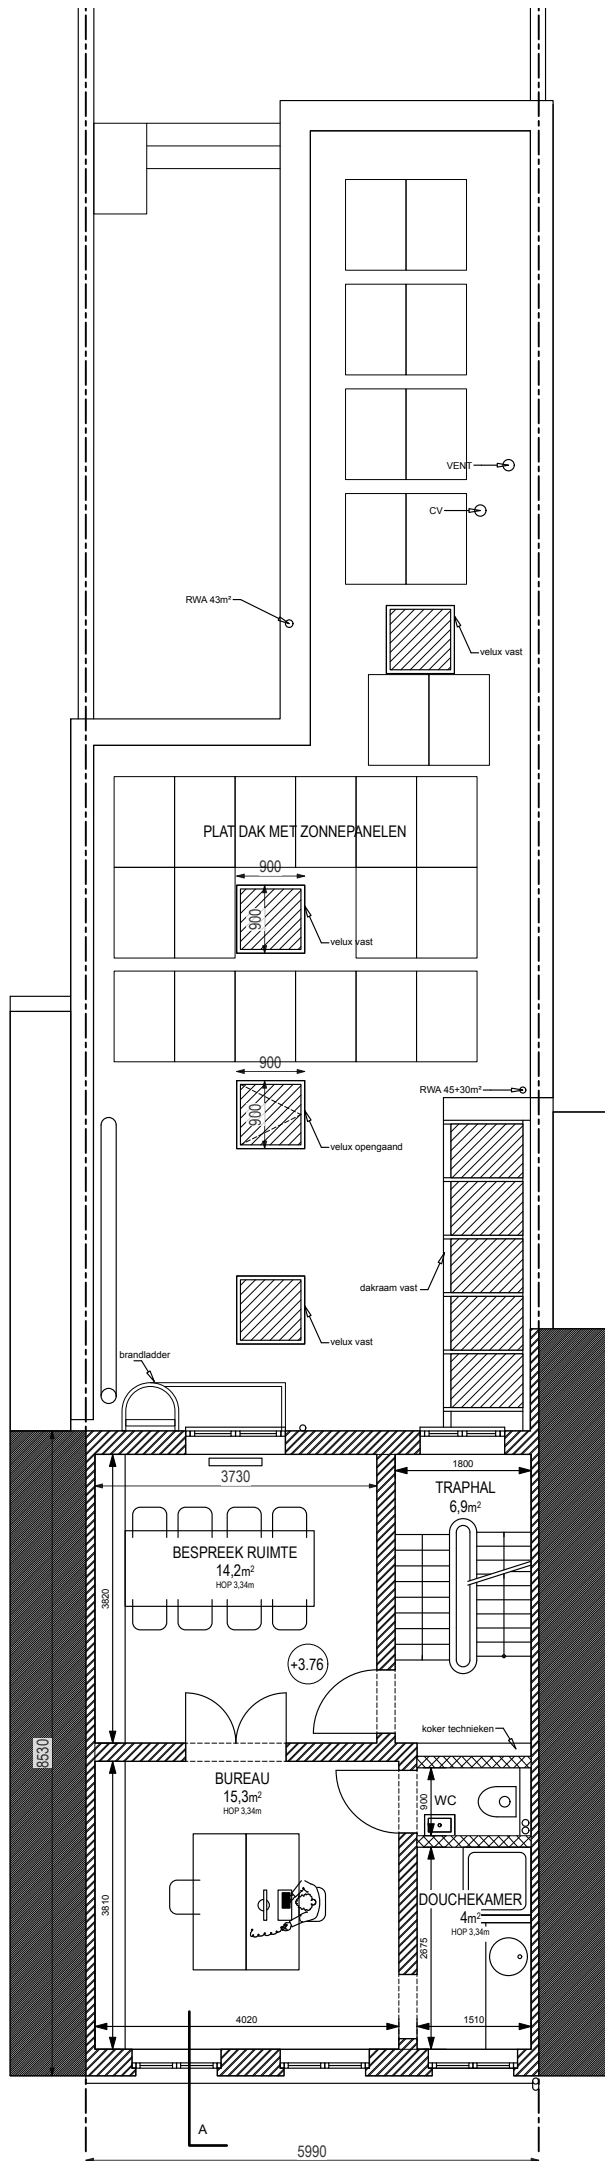 VENT
CV
RWA 43m²
velux vast
PLAT DAK MET ZONNEPANELEN
900
900
velux vast
900
RWA 45+30m²
900
velux opengaand
dakraam vast
velux vast
brandladder
1800
3730
TRAPHAL
6,9m²
BESPREEK RUIMTE
14,2m²
HOP 3,34m
3820
+3.76
koker technieken
8530
BUREAU
15,3m²
HOP 3,34m
900
WC
3810
DOUCHEKAMER
4m²
HOP 3,34m
2675
4020
1510
A
5990